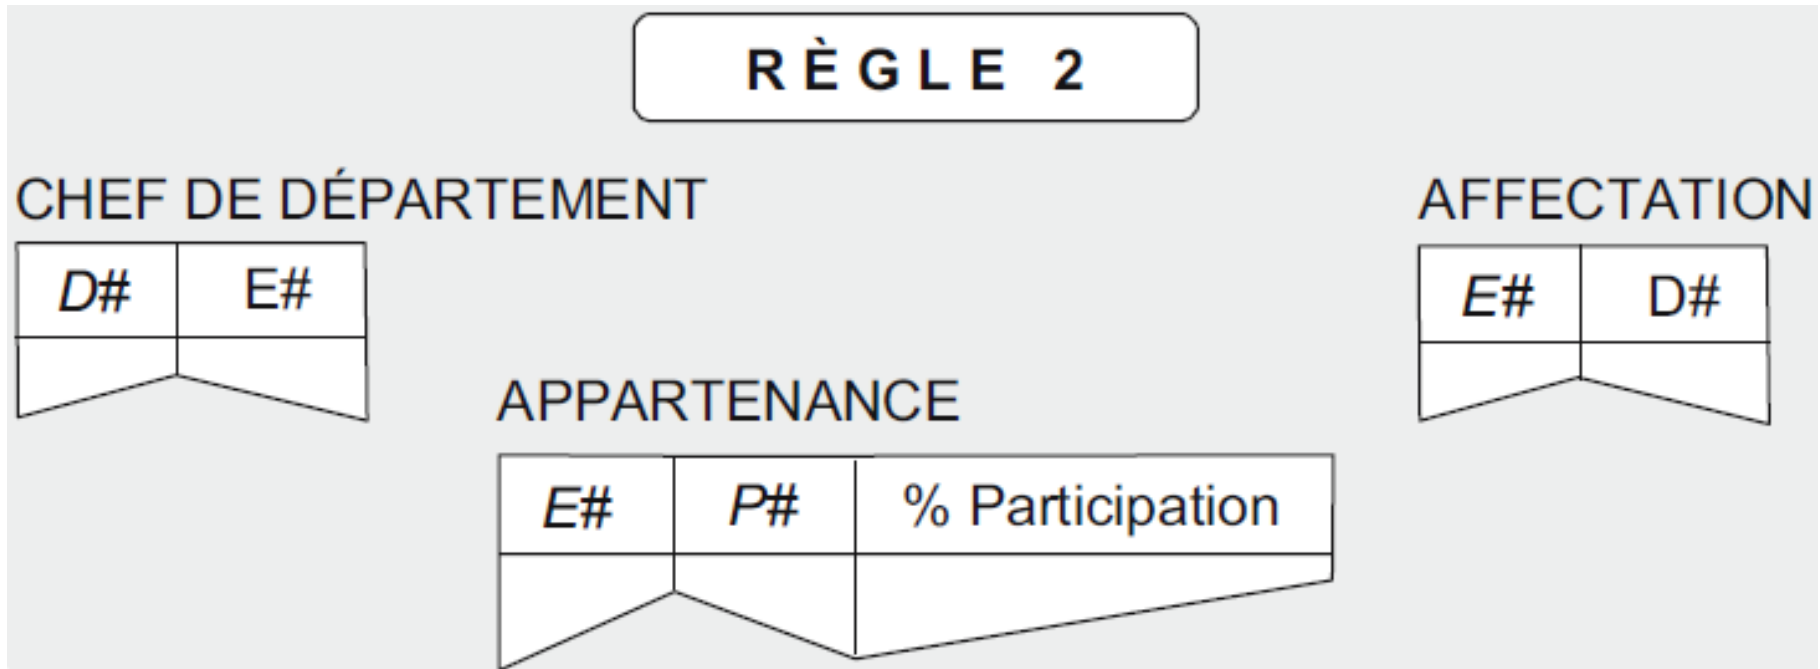 RÈGLE 2
CHEF DE DÉPARTEMENT
D# E#
AFFECTATION
E# D#
APPARTENANCE
E# P# % Participation